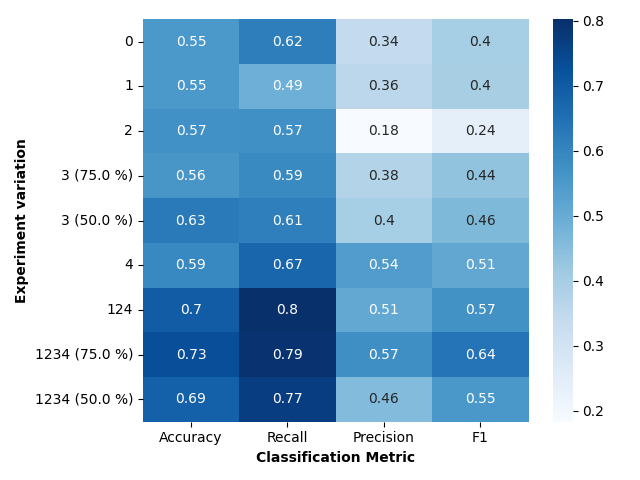 0 0.55 0.62 0.34 0.4
1 0.55 0.49 0.36 0.4
2 0.57 0.57 0.18 0.24
3 (75.0 %) 0.56 0.59 0.38 0.44
3 (50.0 %) 0.63 0.61 0.4 0.46
4 0.59 0.67 0.54 0.51
124 0.7 0.8 0.51 0.57
1234 (75.0 %) 0.73 0.79 0.57 0.64
1234 (50.0 %) 0.69 0.77 0.46 0.55
Accuracy Recall Precision F1
Classification Metric
Experiment variation
0.8
0.7
0.6
0.5
0.4
0.3
0.2